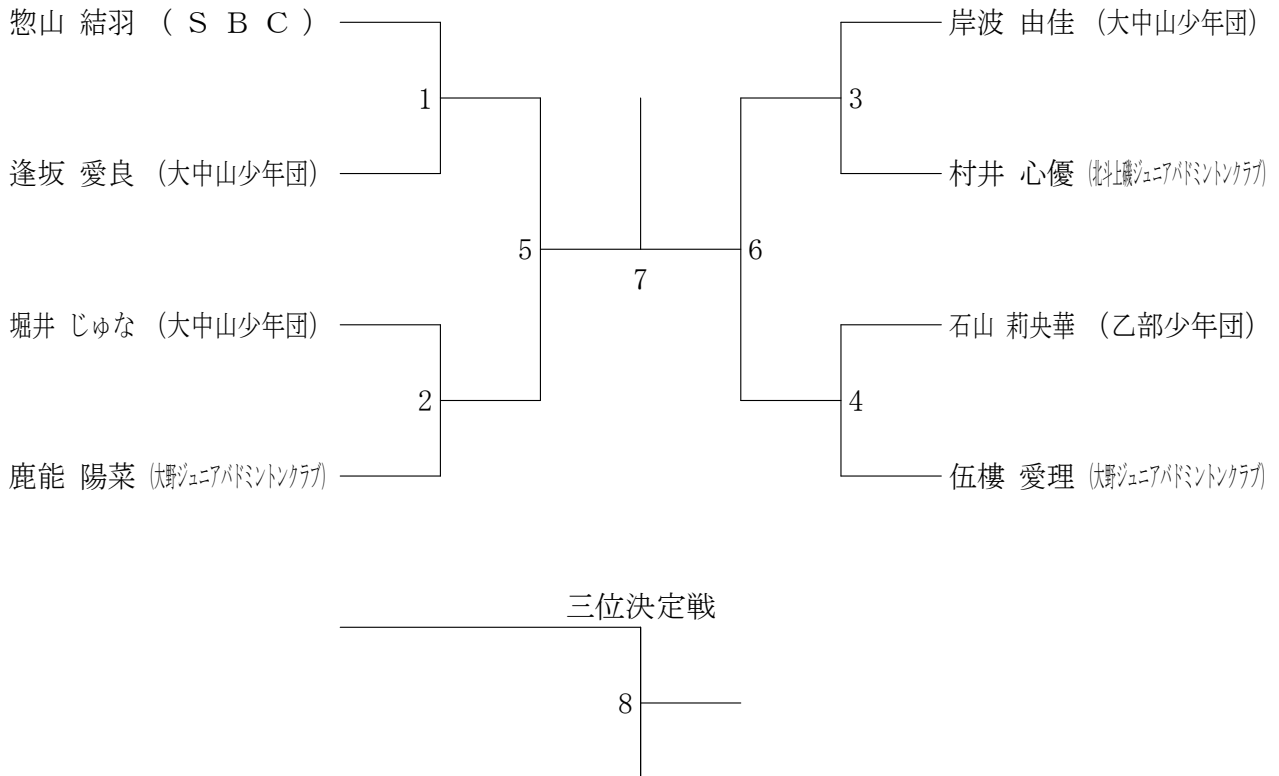 惣山 結羽 （ＳＢＣ）
1
逢坂 愛良 （大中山少年団）
5
堀井 じゅな （大中山少年団）
2
鹿能 陽菜 （大野ジュニアバドミントンクラブ）
7
岸波 由佳 （大中山少年団）
3
村井 心優 （北斗上磯ジュニアバドミントンクラブ）
6
石山 莉央華 （乙部少年団）
4
伍樓 愛理 （大野ジュニアバドミントンクラブ）
三位決定戦
8